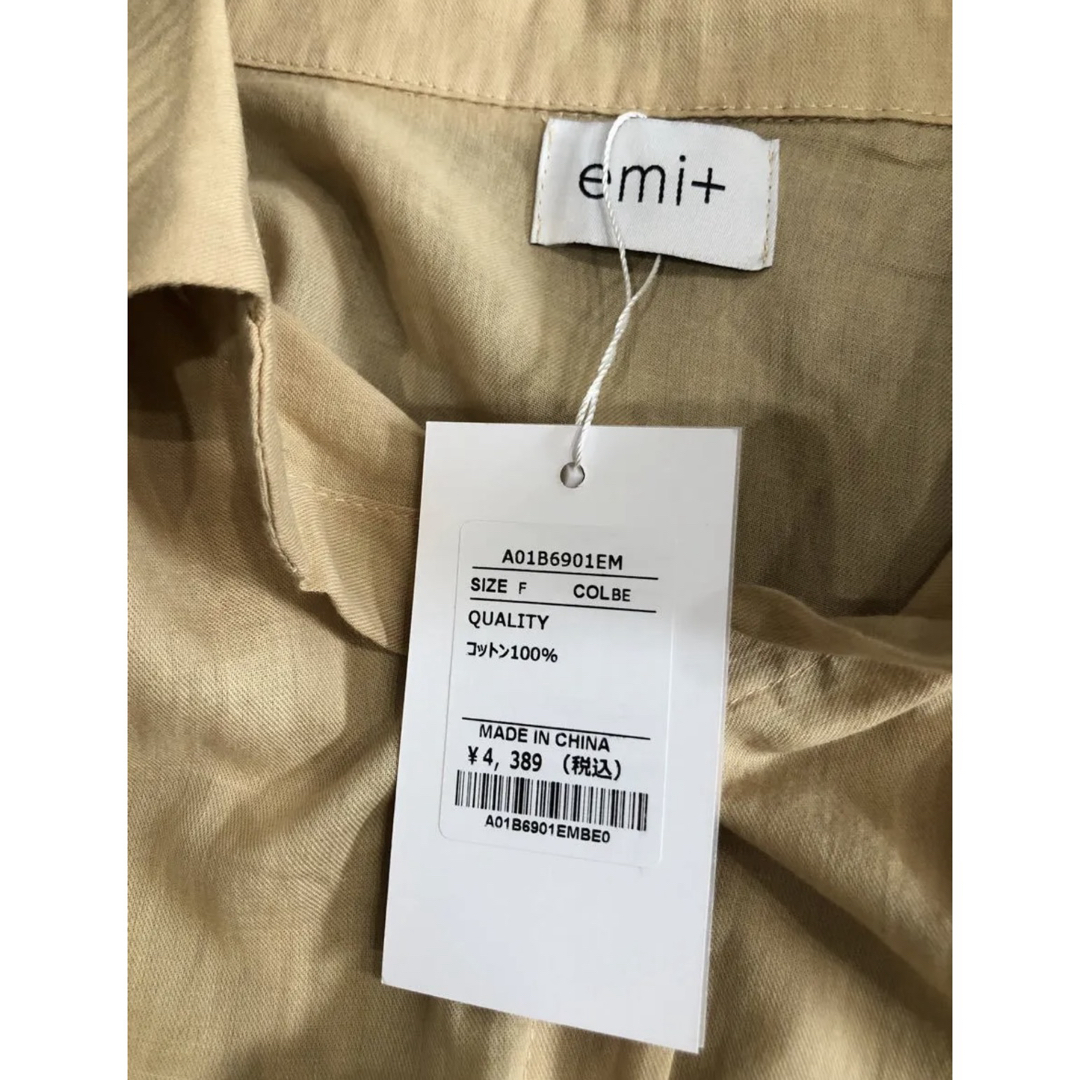 emi+
A01B6901EM
SIZE F COL BE
QUALITY
コットン100%
MADE IN CHINA
¥4, 389 (税込)
A01B6901EMBE0